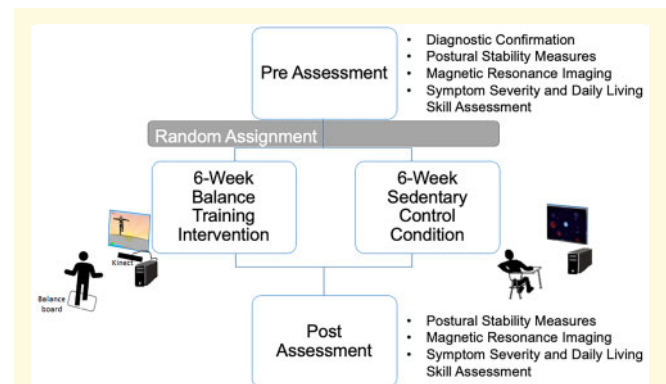 Pre Assessment
• Diagnostic Confirmation
• Postural Stability Measures
• Magnetic Resonance Imaging
• Symptom Severity and Daily Living
Skill Assessment
Random Assignment
6-Week
Balance
Training
Intervention
6-Week
Sedentary
Control
Condition
Kinect
Balance
board
Post
Assessment
• Postural Stability Measures
• Magnetic Resonance Imaging
• Symptom Severity and Daily Living
Skill Assessment